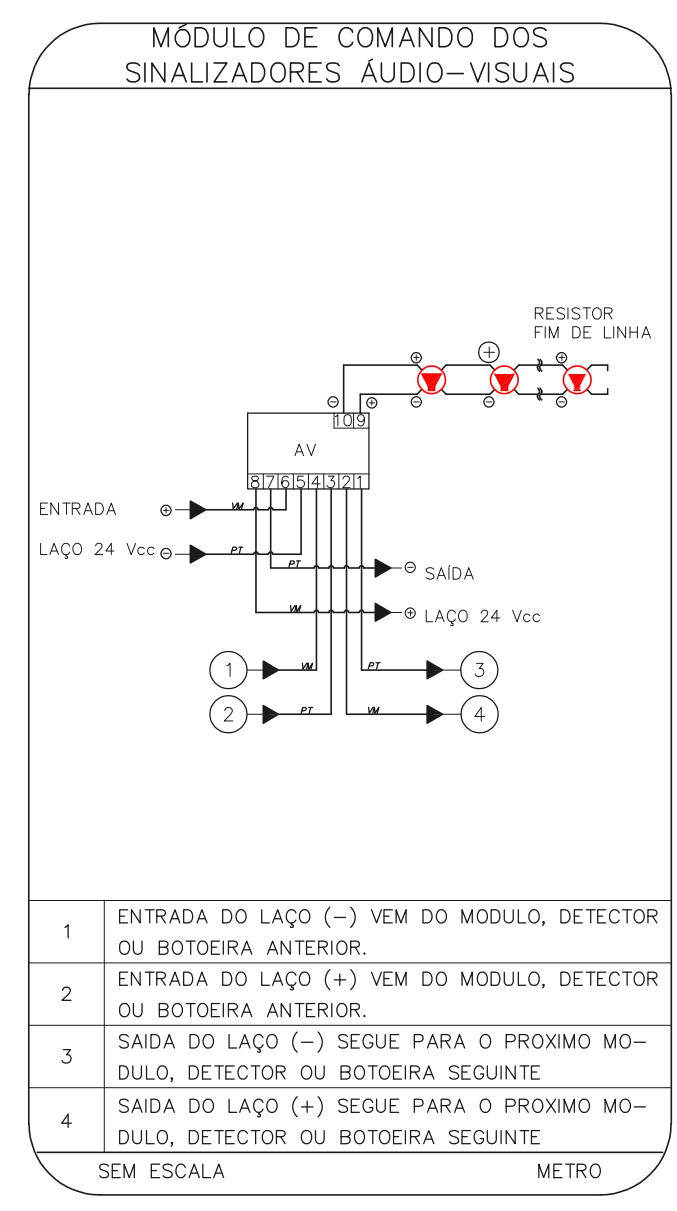 MÓDULO DE COMANDO DOS
SINALIZADORES ÁUDIO-VISUAIS
RESISTOR
FIM DE LINHA
10 9
AV
8 7 6 5 4 3 2 1
ENTRADA
VM
LAÇO 24 Vcc
PT
PT
SAÍDA
VM
LAÇO 24 Vcc
1
VM
PT
3
2
PT
VM
4
1
ENTRADA DO LAÇO (-) VEM DO MODULO, DETECTOR
OU BOTOEIRA ANTERIOR.
2
ENTRADA DO LAÇO (+) VEM DO MODULO, DETECTOR
OU BOTOEIRA ANTERIOR.
3
SAIDA DO LAÇO (-) SEGUE PARA O PROXIMO MO-
DULO, DETECTOR OU BOTOEIRA SEGUINTE
4
SAIDA DO LAÇO (+) SEGUE PARA O PROXIMO MO-
DULO, DETECTOR OU BOTOEIRA SEGUINTE
SEM ESCALA
METRO